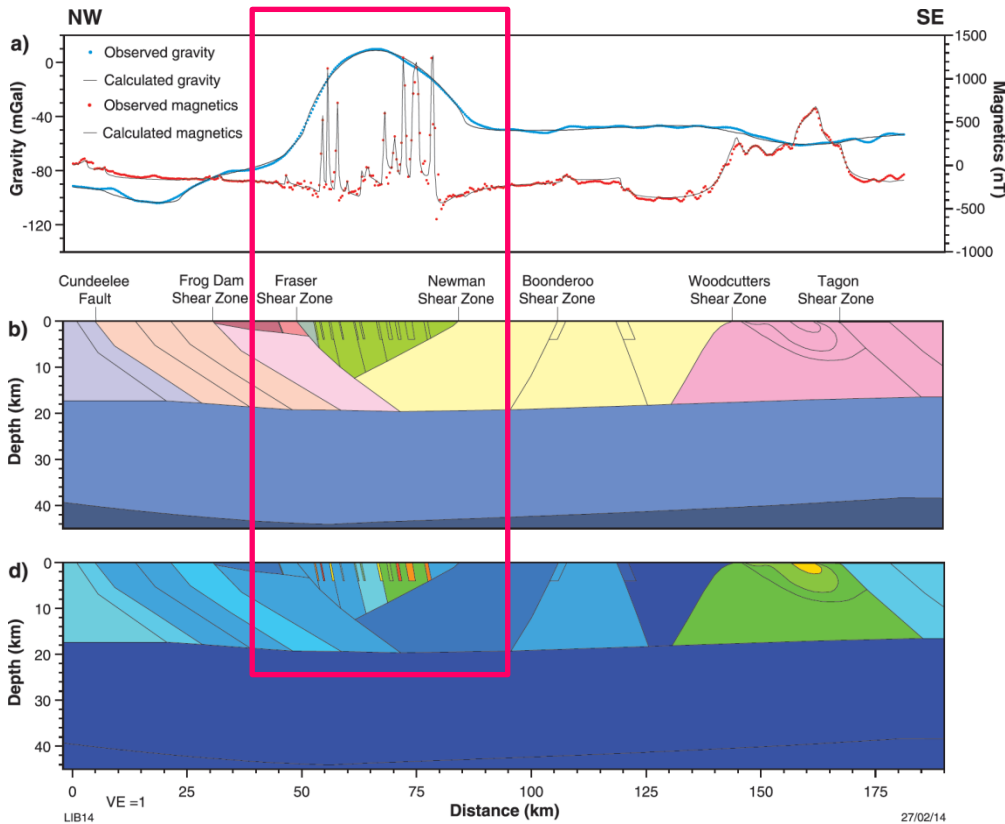 NW
SE
a)
Observed gravity
Calculated gravity
Observed magnetics
Calculated magnetics
Gravity (mGal)
0
-40
-80
-120
1500
1000
500
0
-500
-1000
Magnetics (nT)
Cundeelee
Fault
Frog Dam
Shear Zone
Fraser
Shear Zone
Newman
Shear Zone
Boonderoo
Shear Zone
Woodcutters
Shear Zone
Tagon
Shear Zone
b)
Depth (km)
0
10
20
30
40
d)
Depth (km)
0
10
20
30
40
0
25
50
75
100
125
150
175
VE =1
Distance (km)
LIB14
27/02/14